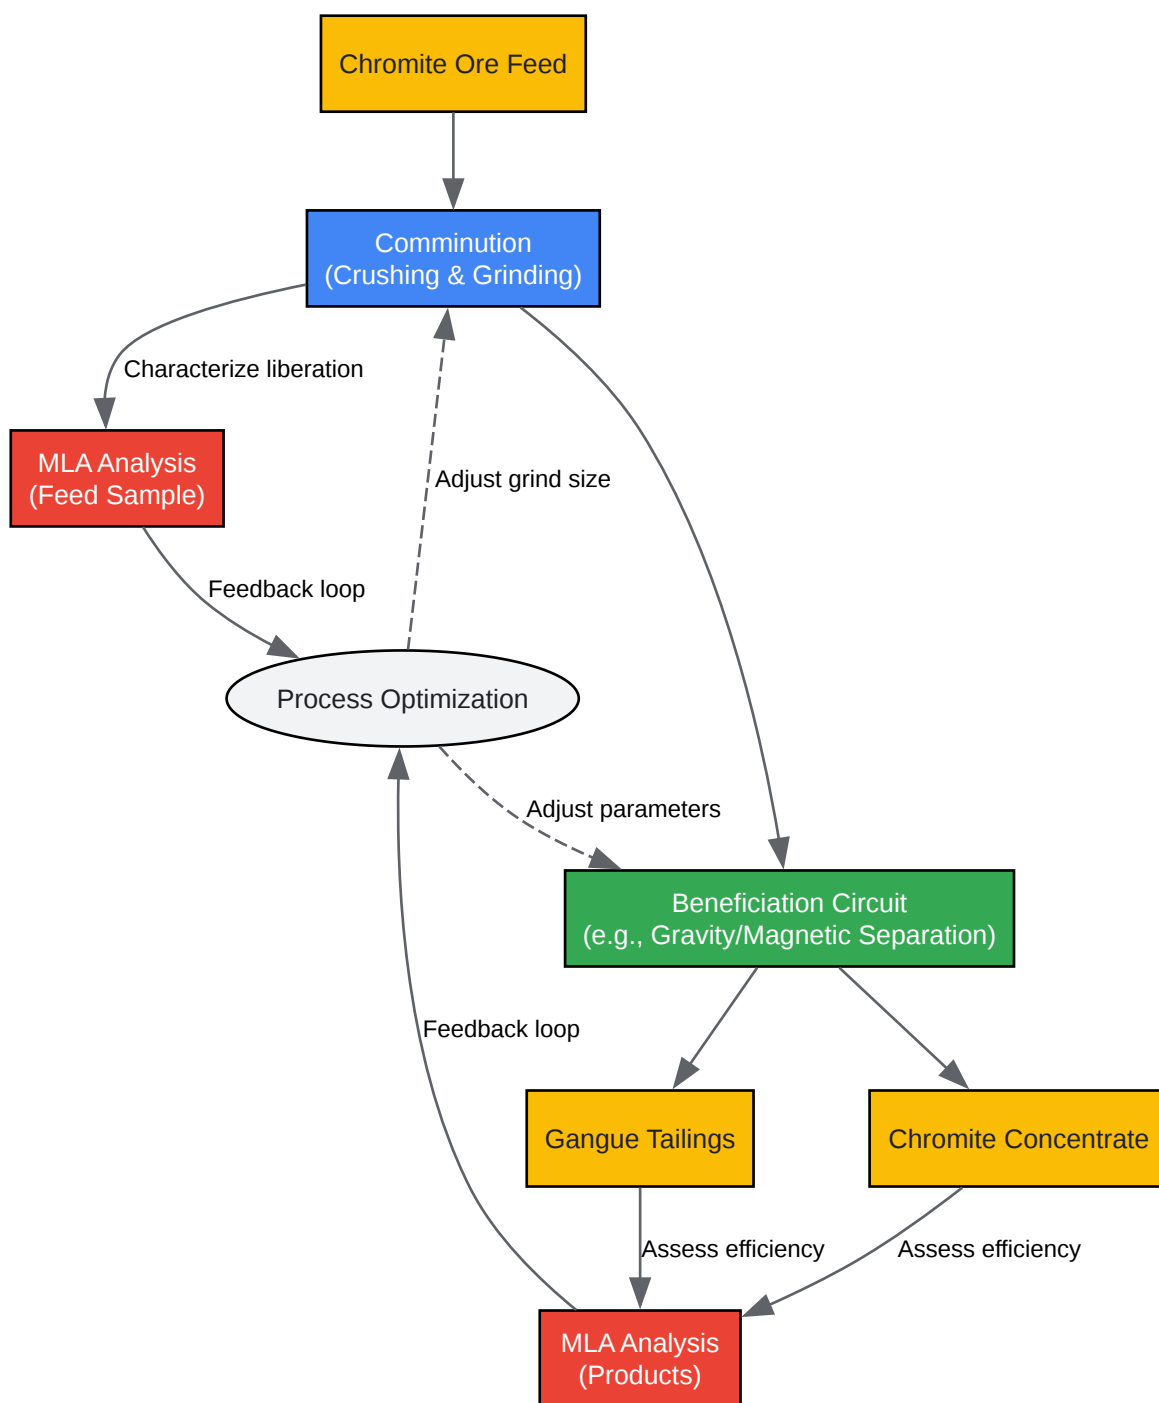 Chromite Ore Feed
Comminution
(Crushing & Grinding)
Characterize liberation
MLA Analysis
(Feed Sample)
Adjust grind size
Feedback loop
Process Optimization
Adjust parameters
Beneficiation Circuit
(e.g., Gravity/Magnetic Separation)
Feedback loop
Gangue Tailings
Chromite Concentrate
Assess efficiency
Assess efficiency
MLA Analysis
(Products)